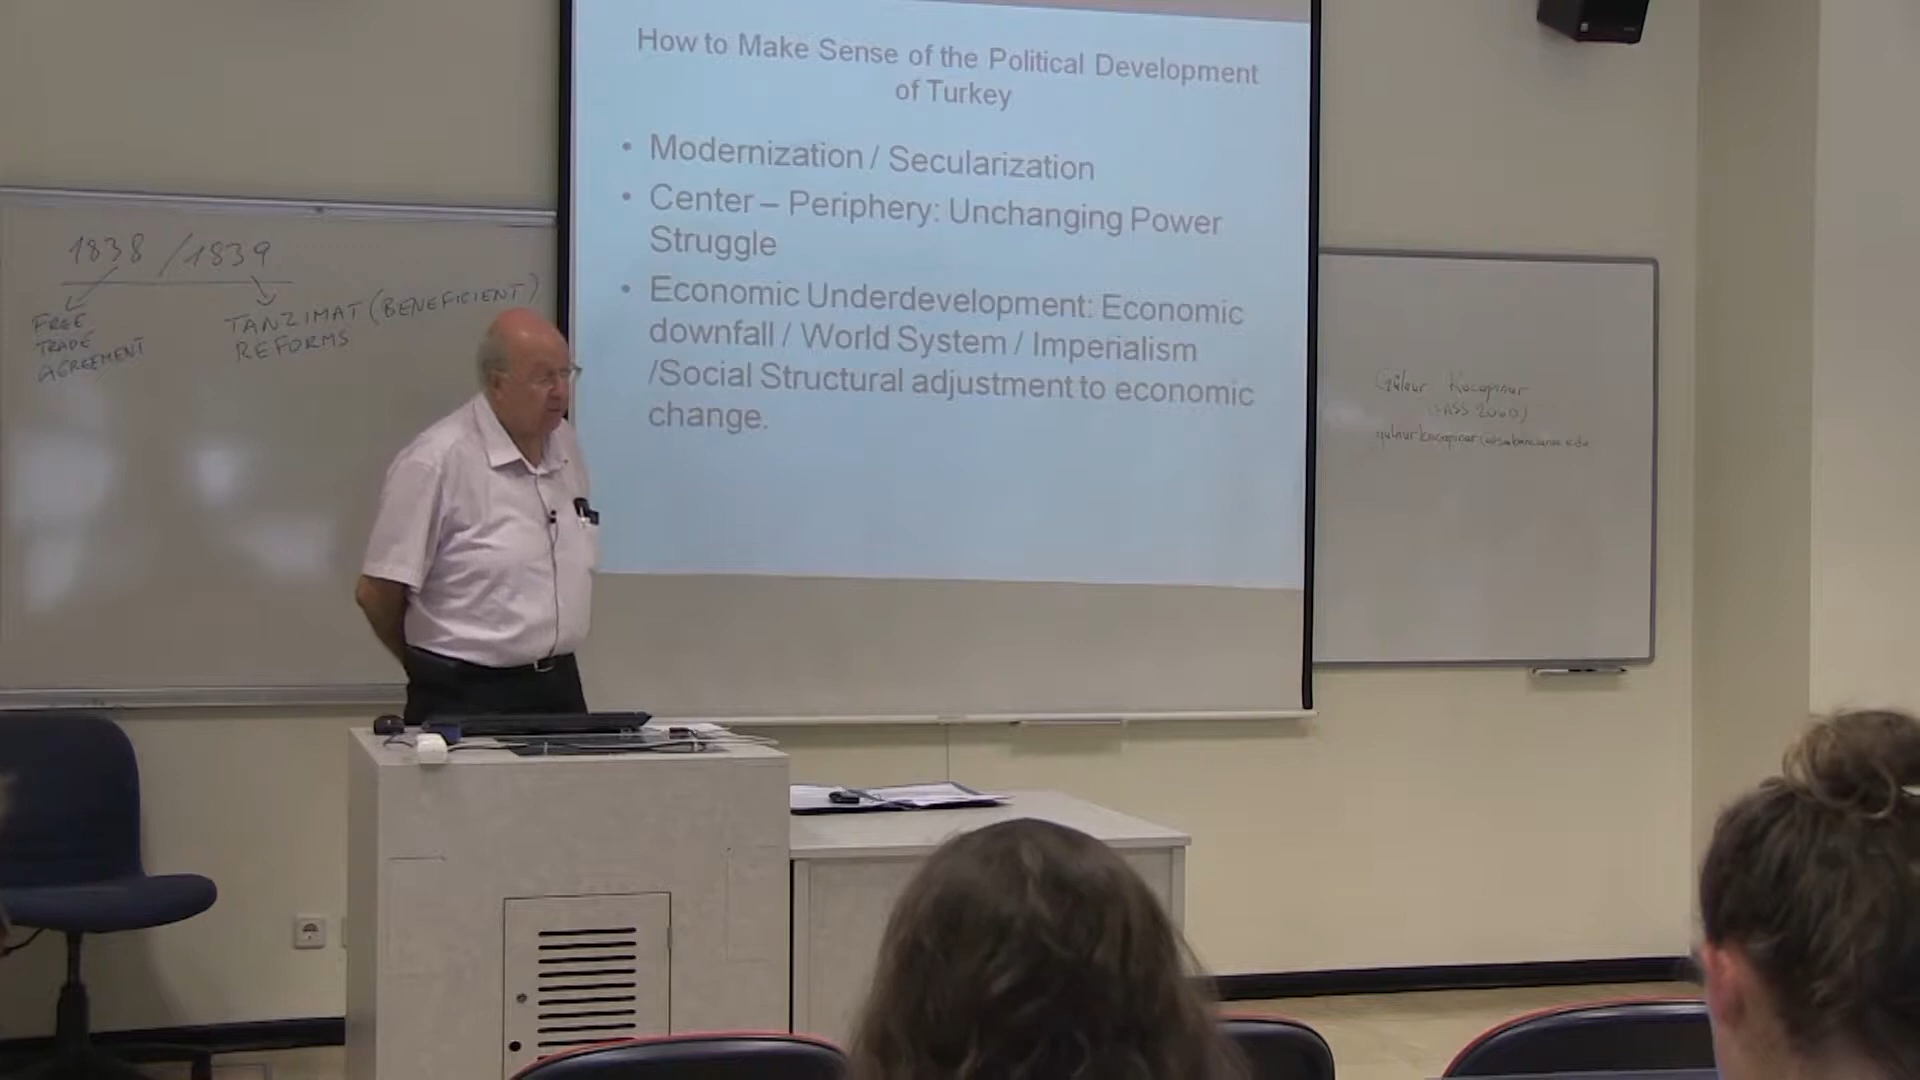 How to Make Sense of the Political Development
of Turkey
• Modernization / Secularization
• Center – Periphery: Unchanging Power
Struggle
• Economic Underdevelopment: Economic
downfall / World System / Imperialism
/Social Structural adjustment to economic
change.
1838 / 1839
FREE
TRADE
AGREEMENT
TANZIMAT (BENEFICIENT)
REFORMS
Kocapınar